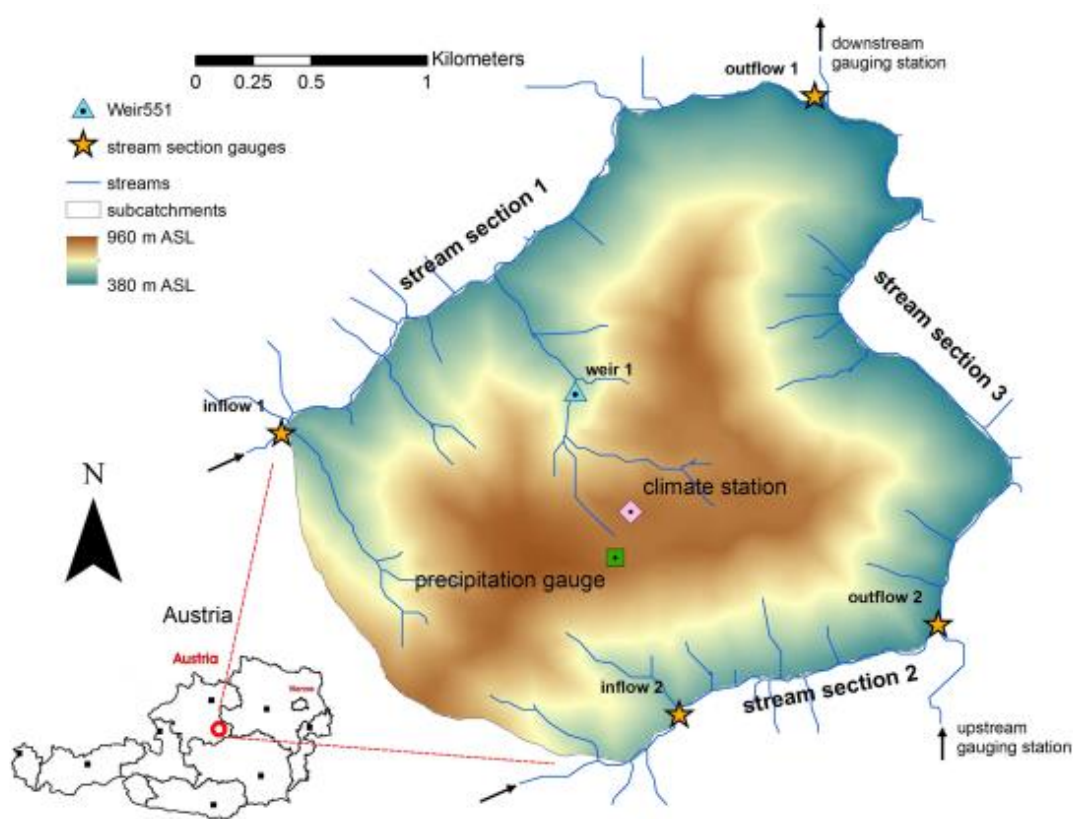 Kilometers
0 0.25 0.5 1
Weir551
stream section gauges
streams
subcatchments
960 m ASL
380 m ASL
downstream
gauging station
outflow 1
stream section 1
stream section 3
weir 1
inflow 1
N
climate station
precipitation gauge
outflow 2
inflow 2
stream section 2
upstream
gauging station
Austria
Austria